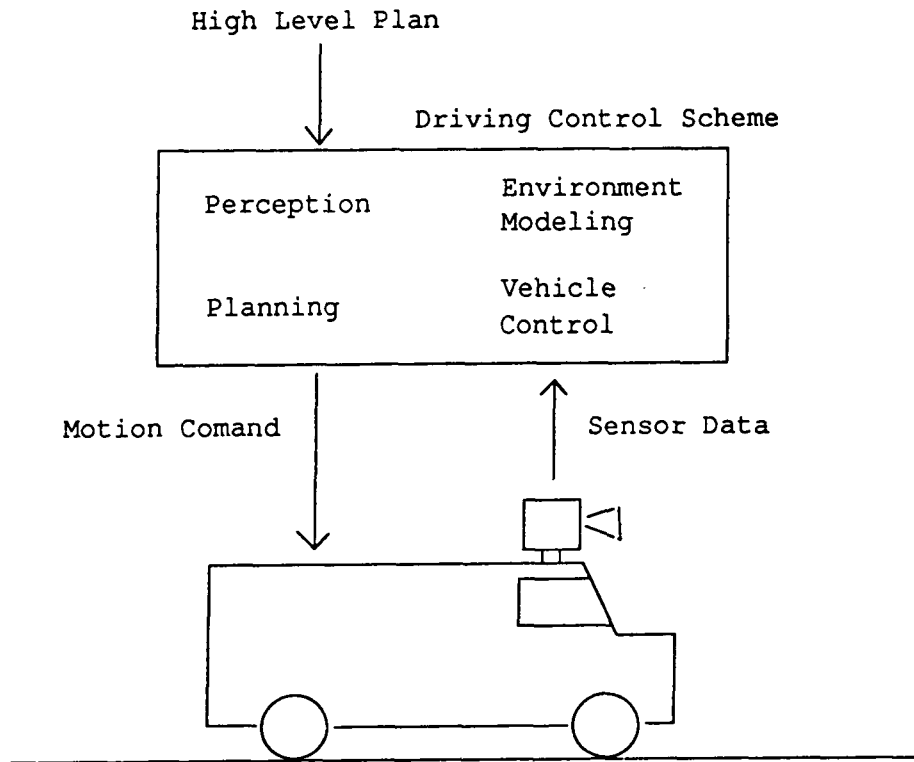 High Level Plan
Driving Control Scheme
Perception
Environment
Modeling
Planning
Vehicle
Control
Motion Comand
Sensor Data